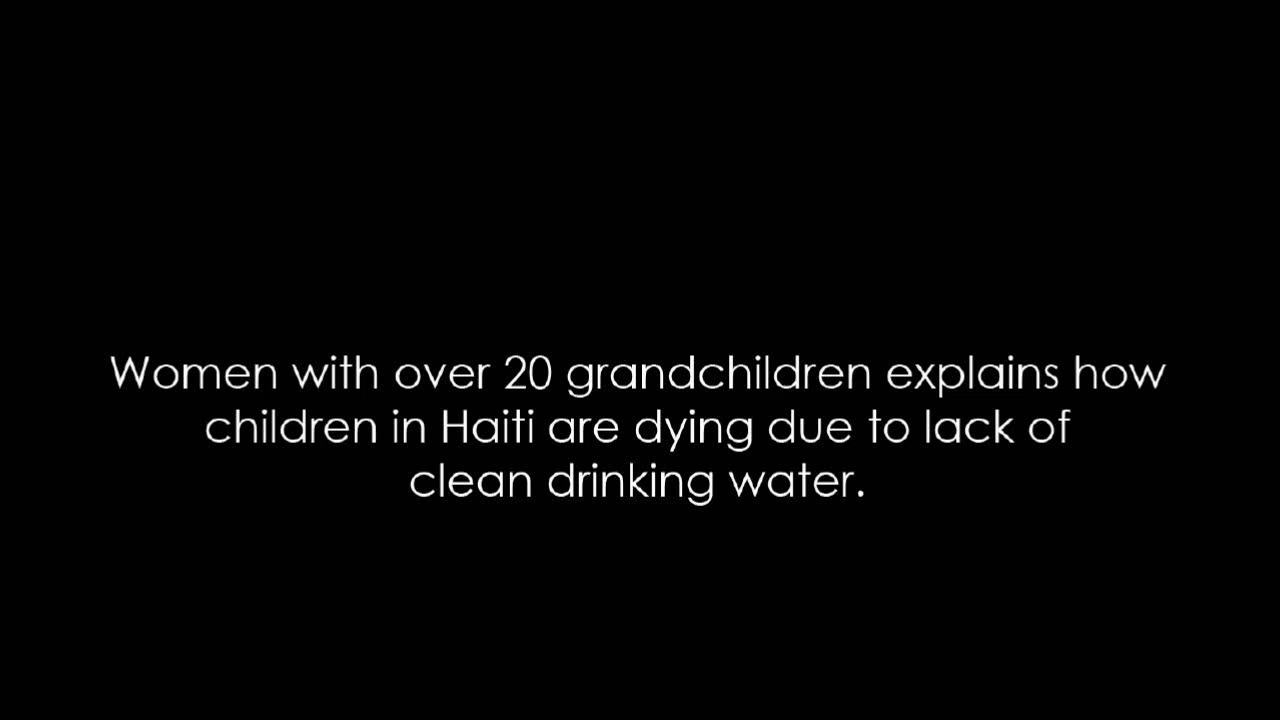 Women with over 20 grandchildren explains how
children in Haiti are dying due to lack of
clean drinking water.